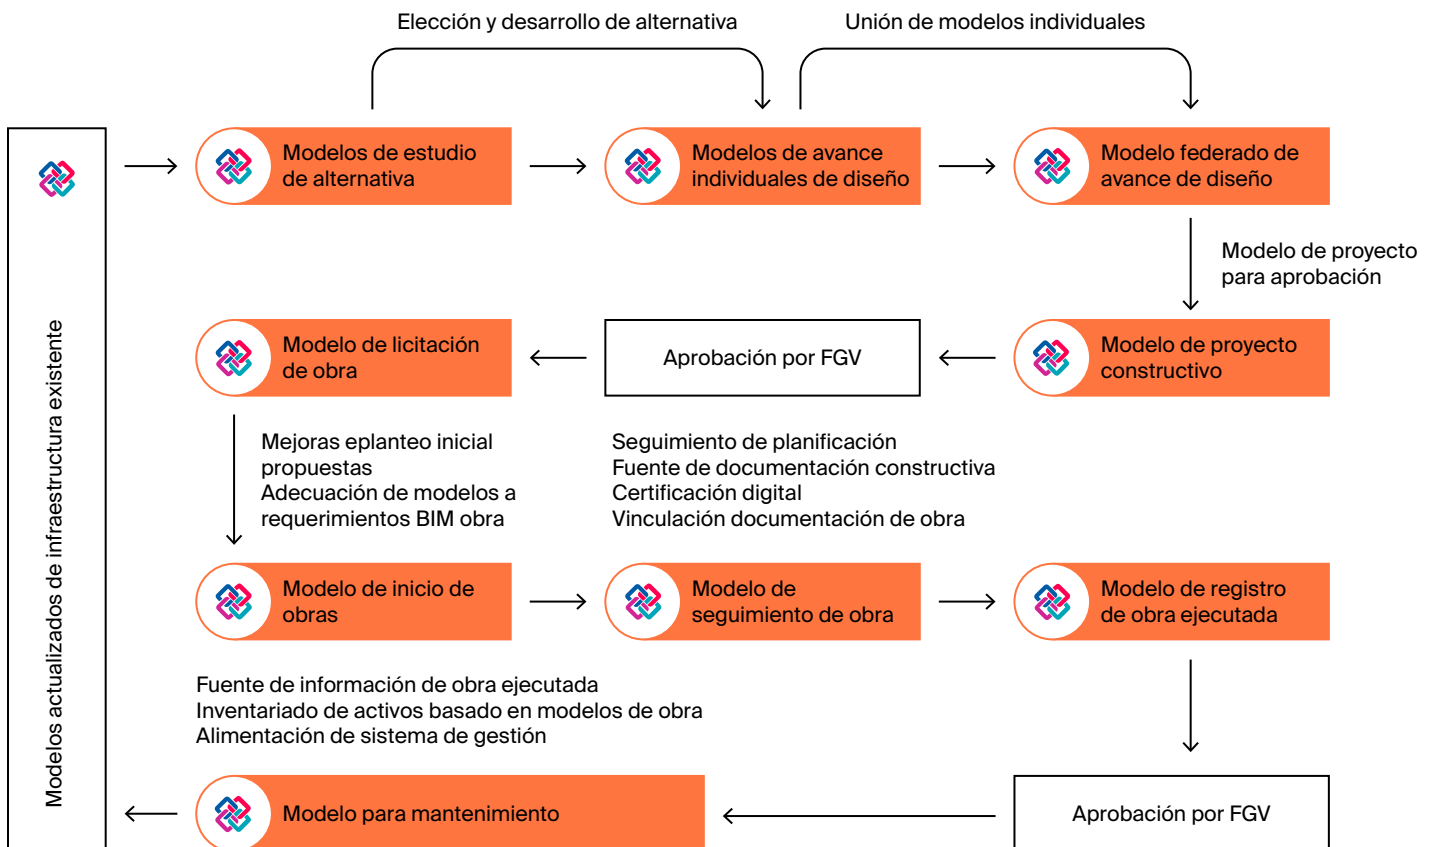 Elección y desarrollo de alternativa
Unión de modelos individuales
Modelos actualizados de infraestructura existente
Modelos de estudio
de alternativa
Modelos de avance
individuales de diseño
Modelo federado de
avance de diseño
Modelo de proyecto
para aprobación
Modelo de licitación
de obra
Aprobación por FGV
Modelo de proyecto
constructivo
Mejoras eplanteo inicial
propuestas
Adecuación de modelos a
requerimientos BIM obra
Seguimiento de planificación
Fuente de documentación constructiva
Certificación digital
Vinculación documentación de obra
Modelo de inicio de
obras
Modelo de
seguimiento de obra
Modelo de registro
de obra ejecutada
Fuente de información de obra ejecutada
Inventariado de activos basado en modelos de obra
Alimentación de sistema de gestión
Modelo para mantenimiento
Aprobación por FGV